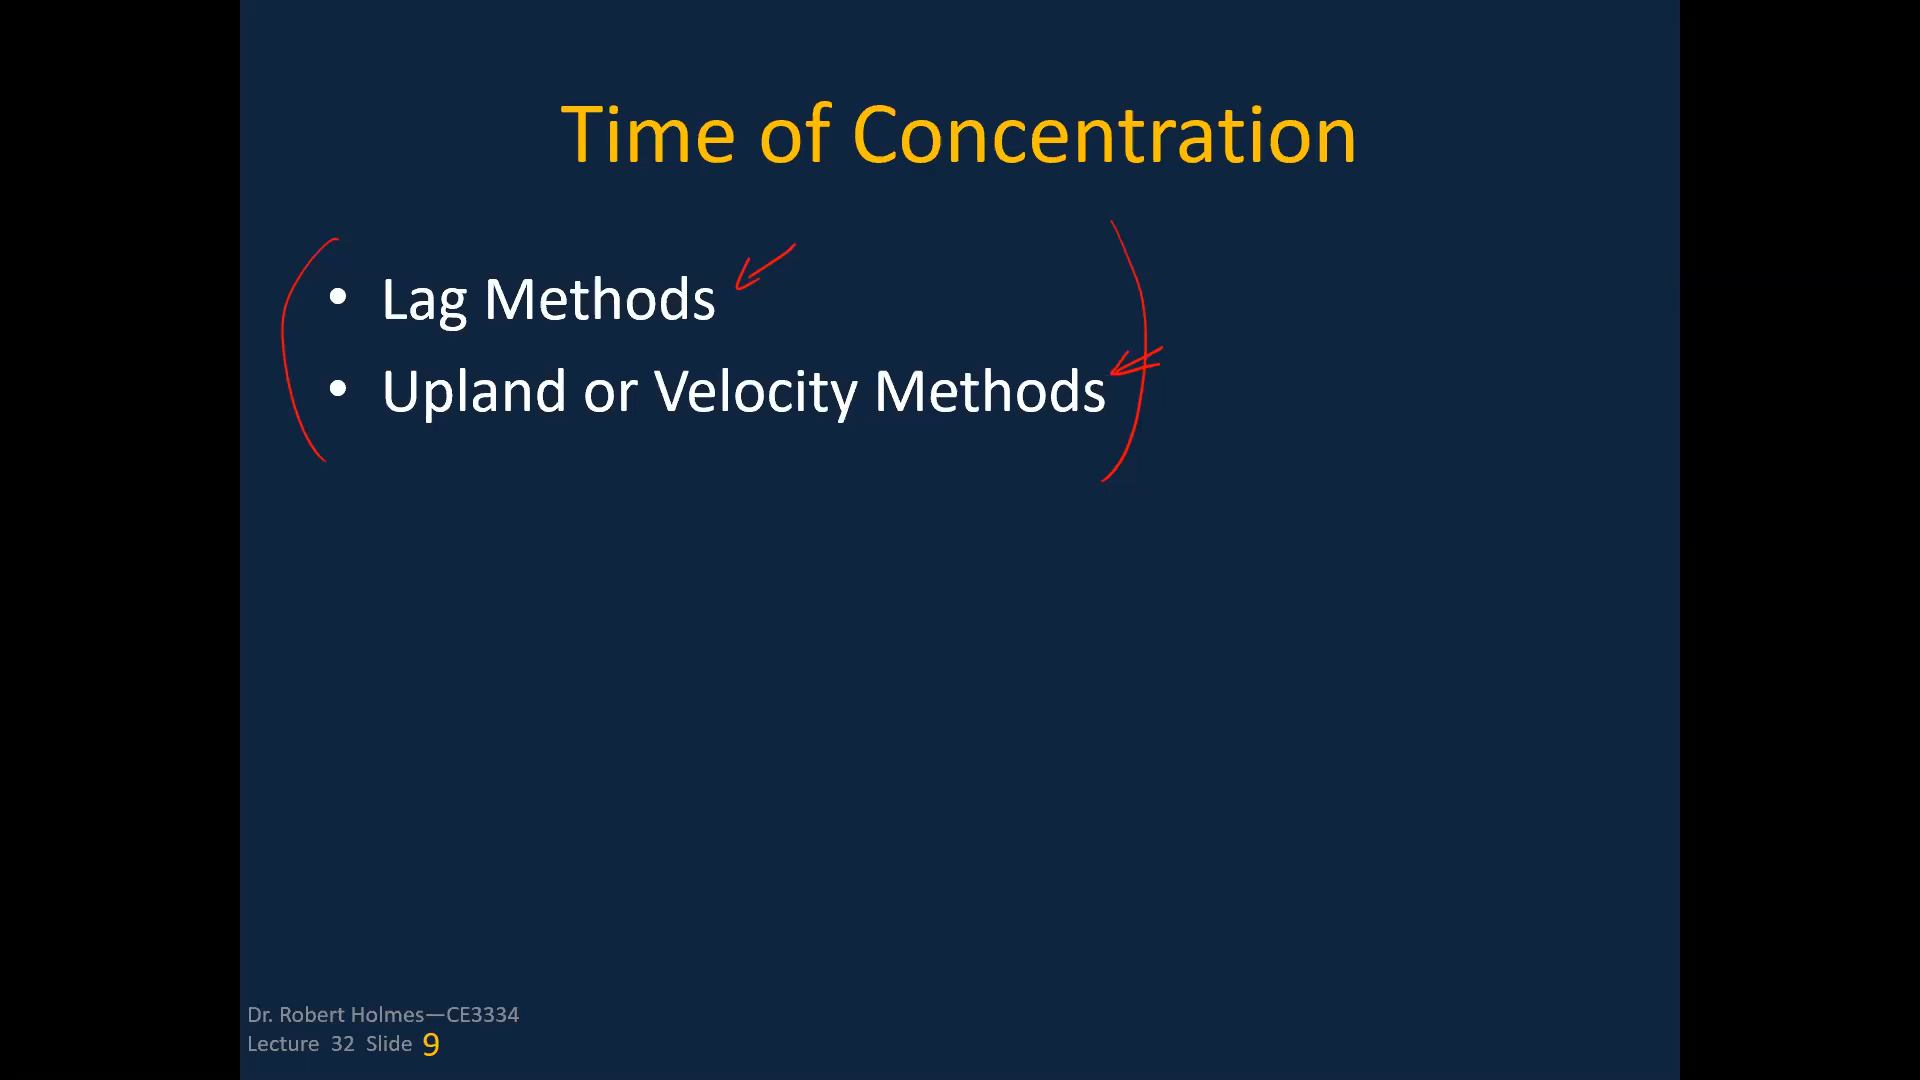 Time of Concentration
• Lag Methods
• Upland or Velocity Methods
Dr. Robert Holmes—CE3334
Lecture 32 Slide 9